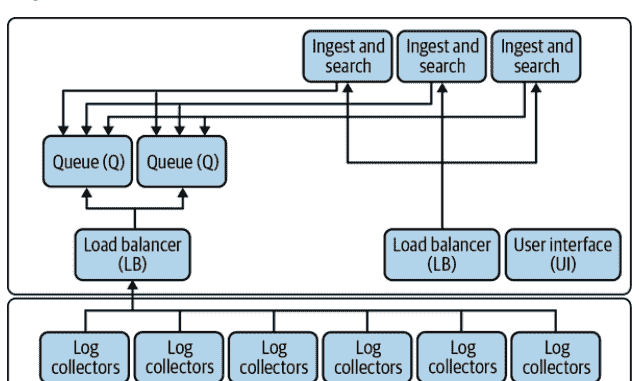 Ingest and
search
Ingest and
search
Ingest and
search
Queue (Q)
Queue (Q)
Load balancer
(LB)
Load balancer
(LB)
User interface
(UI)
Log
collectors
Log
collectors
Log
collectors
Log
collectors
Log
collectors
Log
collectors